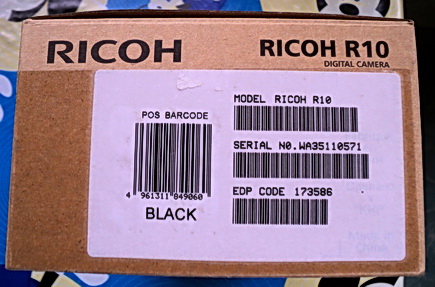 RICOH
RICOH R10
DIGITAL CAMERA
POS BARCODE
4 961311 849060
BLACK
MODEL RICOH R10
SERIAL NO.WA35110571
EDP CODE 173586